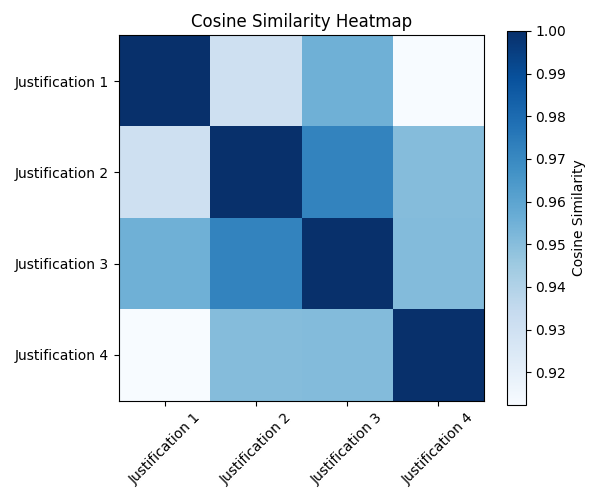 Cosine Similarity Heatmap
Justification 1
Justification 2
Justification 3
Justification 4
Justification 1
Justification 2
Justification 3
Justification 4
1.00
0.99
0.98
0.97
0.96
0.95
0.94
0.93
0.92
Cosine Similarity